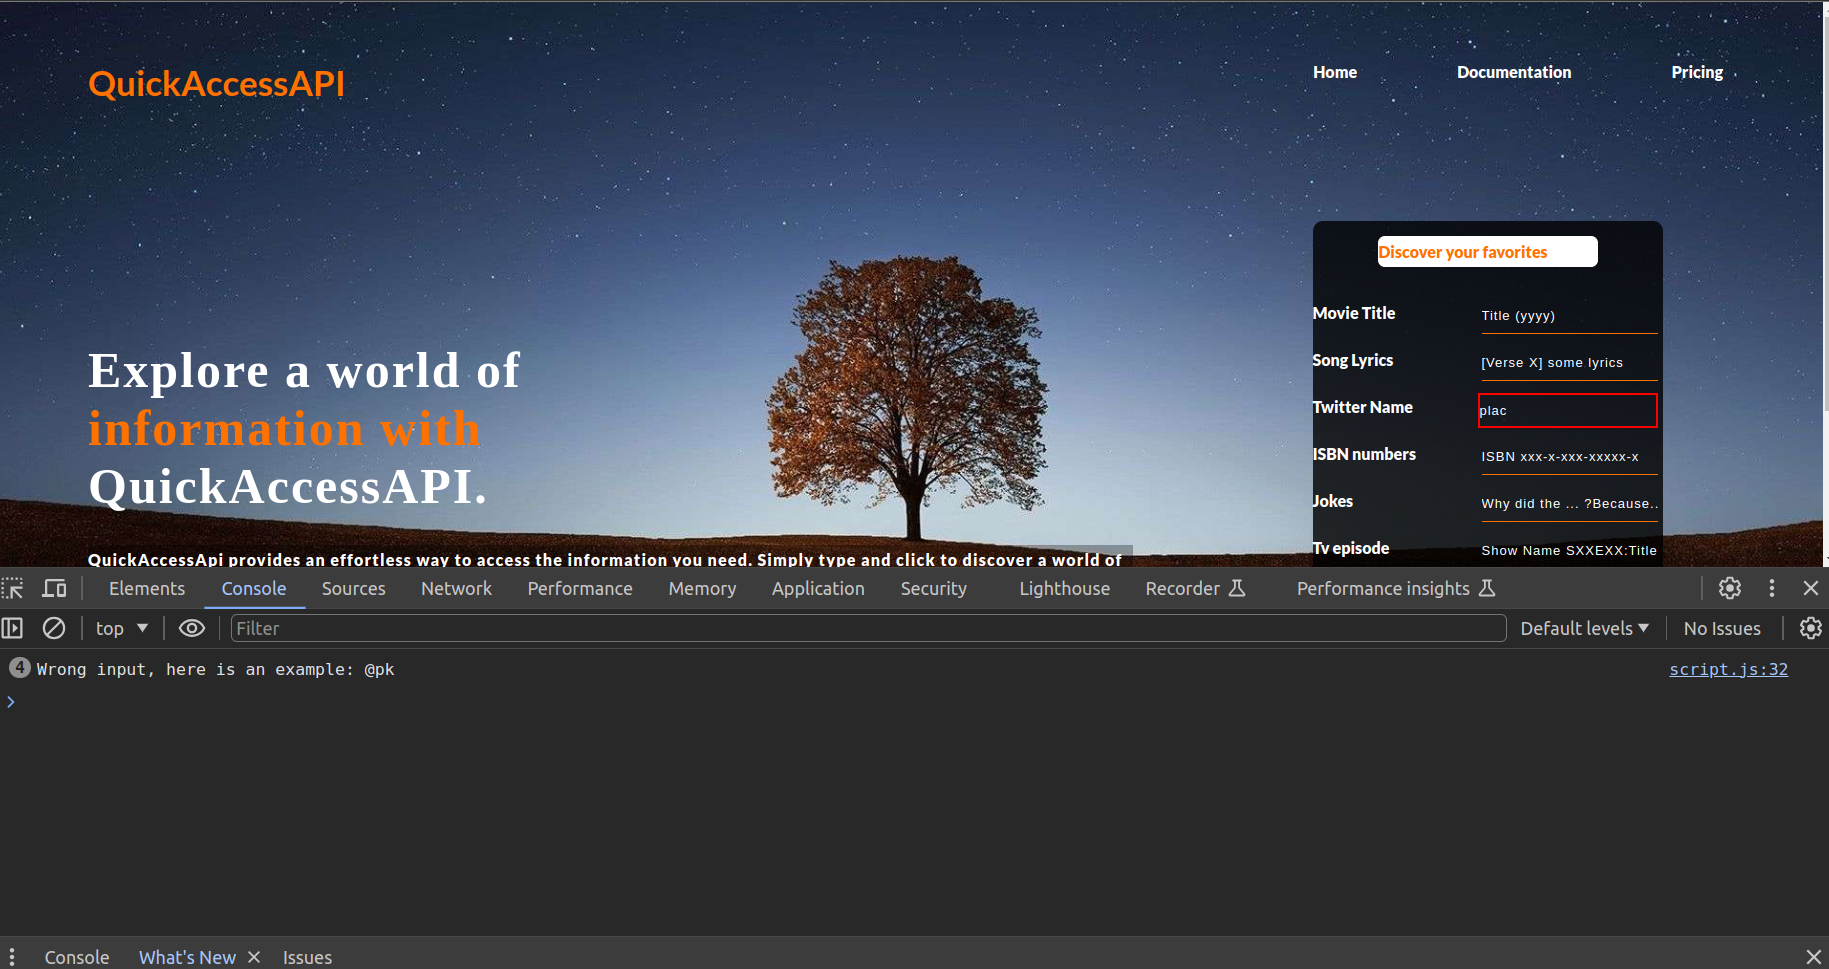 QuickAccessAPI
Home
Documentation
Pricing
Discover your favorites
Movie Title
Title (yyyy)
Song Lyrics
[Verse X] some lyrics
Twitter Name
plac
ISBN numbers
ISBN xxx-x-xxx-xxxxx-x
Jokes
Why did the ... ?Because..
Tv episode
Show Name SXXEXX:Title
Explore a world of
information with
QuickAccessAPI.
QuickAccessApi provides an effortless way to access the information you need. Simply type and click to discover a world of
Elements
Console
Sources
Network
Performance
Memory
Application
Security
Lighthouse
Recorder
Performance insights
top
Filter
Default levels
No Issues
4 Wrong input, here is an example: @pk
script.js:32
Console
What's New
Issues